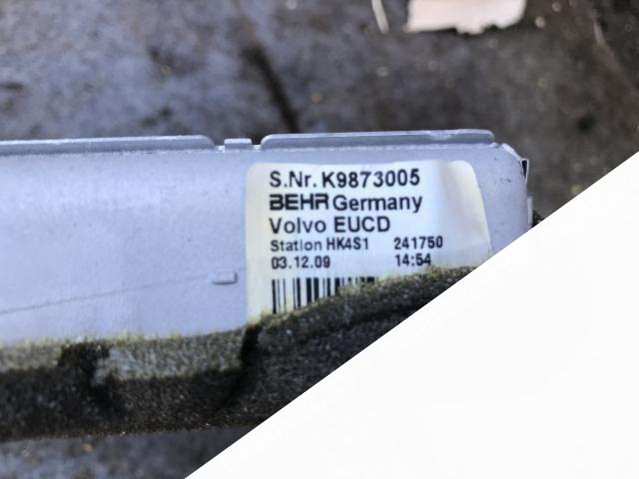 S.Nr. K9873005
BEHR Germany
Volvo EUCD
Station HK4S1 241750
03.12.09 14:54